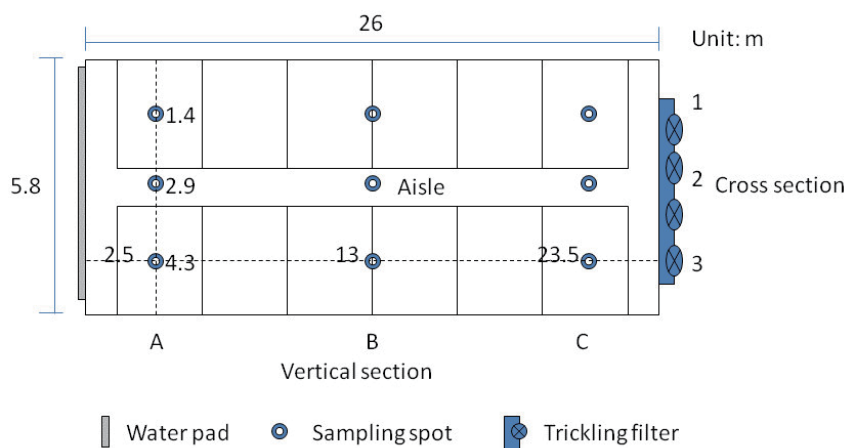 26
Unit: m
1.4
1
5.8
2.9
Aisle
2
Cross section
2.5
4.3
13
23.5
3
A
B
C
Vertical section
Water pad
Sampling spot
Trickling filter